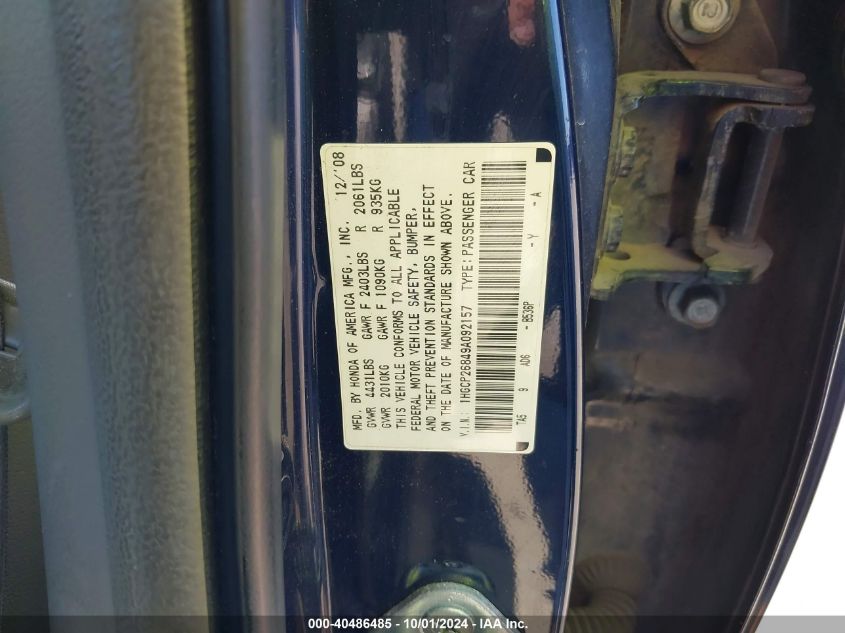 MFD. BY HONDA OF AMERICA MFG., INC. 12/'08
GVWR 4431LBS GAWR F 2403LBS R 2061LBS
GVWR 2010KG GAWR F 1090KG R 935KG
THIS VEHICLE CONFORMS TO ALL APPLICABLE
FEDERAL MOTOR VEHICLE SAFETY, BUMPER,
AND THEFT PREVENTION STANDARDS IN EFFECT
ON THE DATE OF MANUFACTURE SHOWN ABOVE.
V.I.N.: 1HGCP26849A092157 TYPE: PASSENGER CAR
TA5 9 AD6 - B536P - Y - A
000-40486485 - 10/01/2024 - IAA Inc.